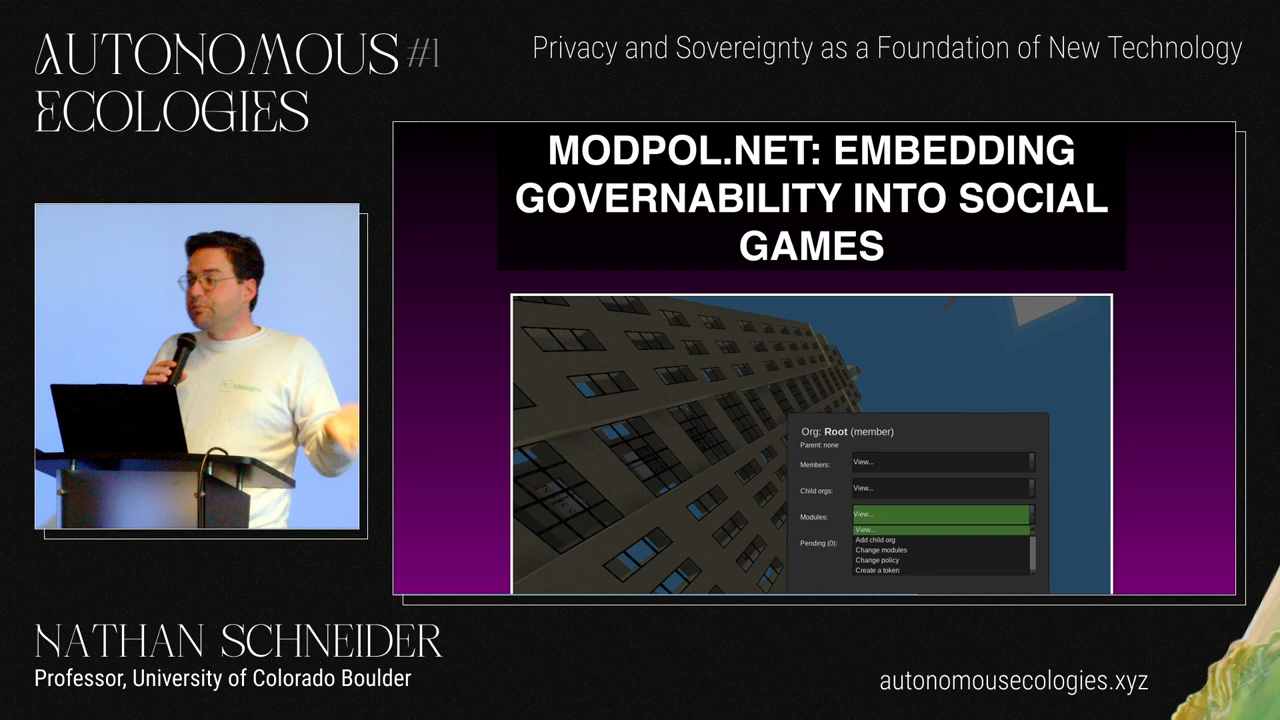 AUTONOMOUS #1
ECOLOGIES
Privacy and Sovereignty as a Foundation of New Technology
MODPOL.NET: EMBEDDING
GOVERNABILITY INTO SOCIAL
GAMES
Org: Root (member)
Parent: none
Members: View...
Child orgs: View...
Modules: View...
View...
Pending (0):
Add child org
Change modules
Change policy
Create a token
NATHAN SCHNEIDER
Professor, University of Colorado Boulder
autonomousecologies.xyz